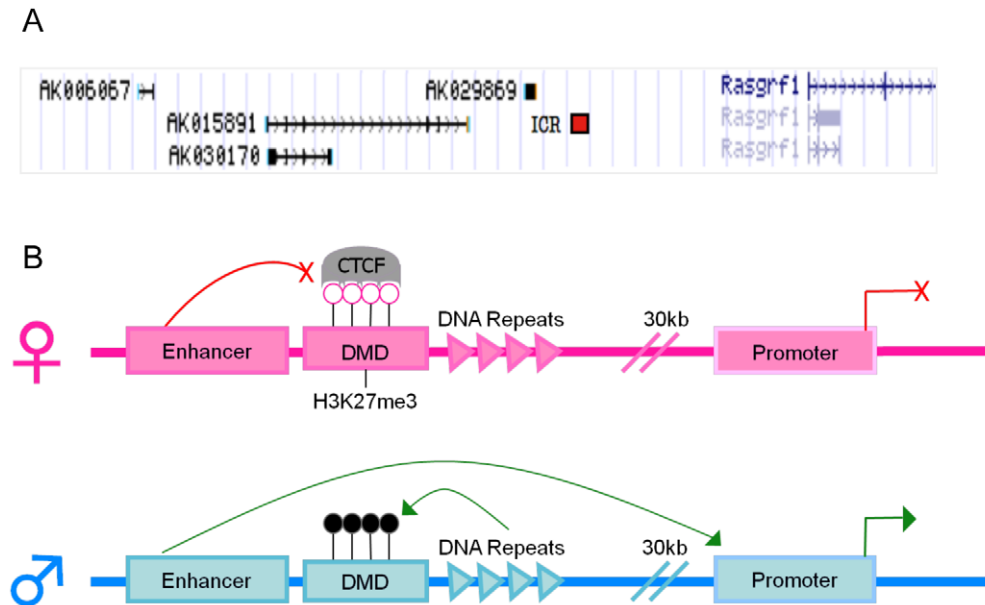 A
AK006067
AK029869
Rasgrf1
AK015891
ICR
Rasgrf1
AK030170
Rasgrf1
B
CTCF
DNA Repeats
30kb
Enhancer
DMD
Promoter
H3K27me3
DNA Repeats
30kb
Enhancer
DMD
Promoter